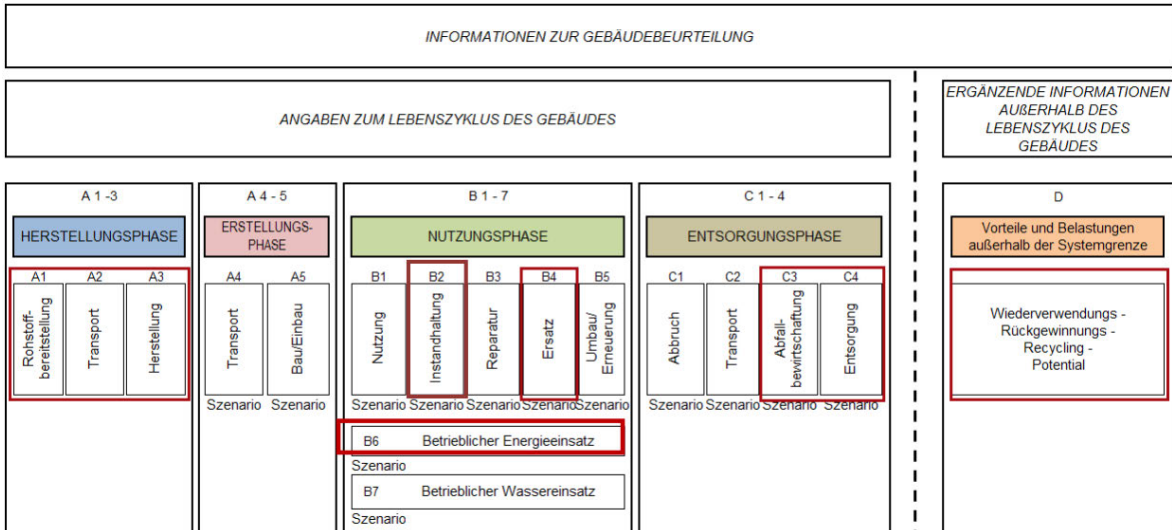 INFORMATIONEN ZUR GEBÄUDEBEURTEILUNG
ANGABEN ZUM LEBENSZYKLUS DES GEBÄUDES
ERGÄNZENDE INFORMATIONEN
AUßERHALB DES
LEBENSZYKLUS DES
GEBÄUDES
A 1 -3
HERSTELLUNGSPHASE
A1
Rohstoff-
bereitstellung
A2
Transport
A3
Herstellung
A 4 - 5
ERSTELLUNGS-
PHASE
A4
Transport
Szenario
A5
Bau/Einbau
Szenario
B 1 - 7
NUTZUNGSPHASE
B1
Nutzung
Szenario
B2
Instandhaltung
Szenario
B3
Reparatur
Szenario
B4
Ersatz
Szenario
B5
Umbau/
Erneuerung
Szenario
B6 Betrieblicher Energieeinsatz
Szenario
B7 Betrieblicher Wassereinsatz
Szenario
C 1 - 4
ENTSORGUNGSPHASE
C1
Abbruch
Szenario
C2
Transport
Szenario
C3
Abfall-
bewirtschaftung
Szenario
C4
Entsorgung
Szenario
D
Vorteile und Belastungen
außerhalb der Systemgrenze
Wiederverwendungs -
Rückgewinnungs -
Recycling -
Potential